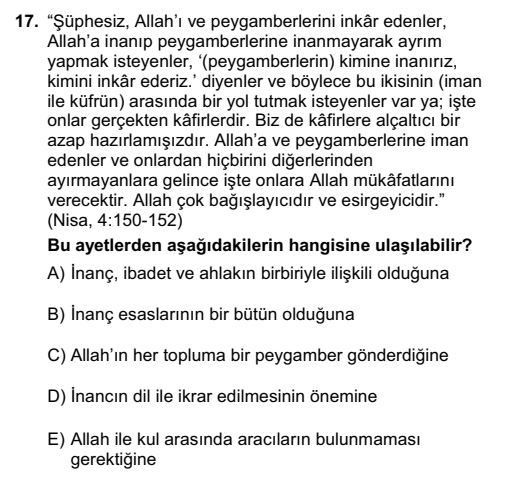 17. “Şüphesiz, Allah’ı ve peygamberlerini inkâr edenler,
Allah’a inanıp peygamberlerine inanmayarak ayrım
yapmak isteyenler, ‘(peygamberlerin) kimine inanırız,
kimini inkâr ederiz.’ diyenler ve böylece bu ikisinin (iman
ile küfrün) arasında bir yol tutmak isteyenler var ya; işte
onlar gerçekten kâfirlerdir. Biz de kâfirlere alçaltıcı bir
azap hazırlamışızdır. Allah’a ve peygamberlerine iman
edenler ve onlardan hiçbirini diğerlerinden
ayırmayanlara gelince işte onlara Allah mükâfatlarını
verecektir. Allah çok bağışlayıcıdır ve esirgeyicidir.”
(Nisa, 4:150-152)
Bu ayetlerden aşağıdakilerin hangisine ulaşılabilir?
A) İnanç, ibadet ve ahlakın birbiriyle ilişkili olduğuna
B) İnanç esaslarının bir bütün olduğuna
C) Allah’ın her topluma bir peygamber gönderdiğine
D) İnancın dil ile ikrar edilmesinin önemine
E) Allah ile kul arasında aracıların bulunmaması
gerektiğine